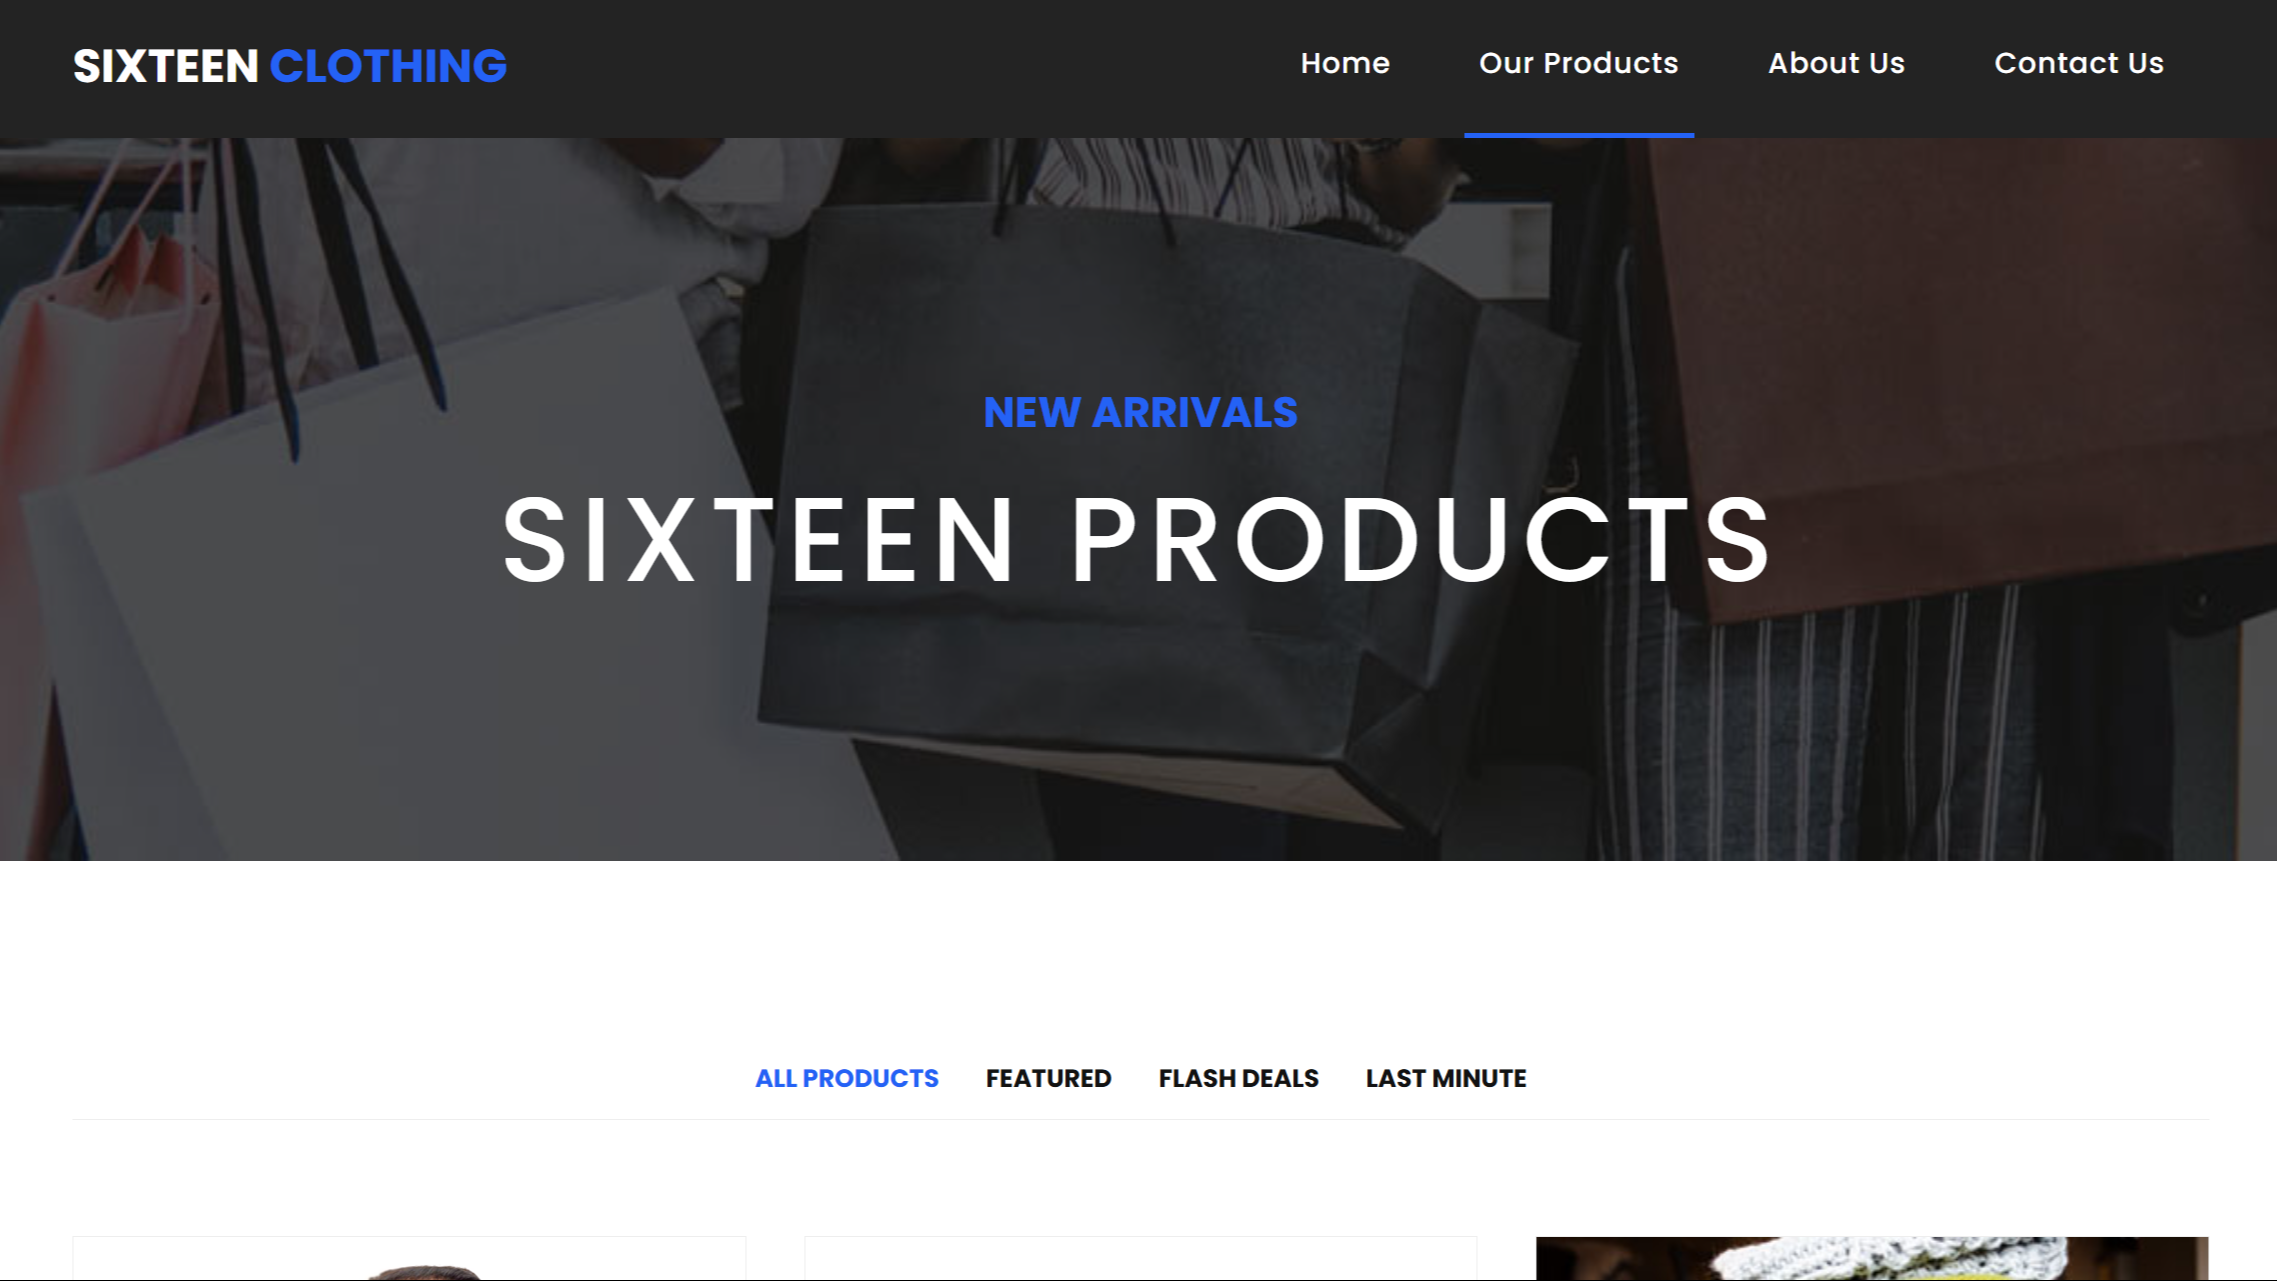 SIXTEEN CLOTHING
Home Our Products About Us Contact Us
NEW ARRIVALS
SIXTEEN PRODUCTS
ALL PRODUCTS FEATURED FLASH DEALS LAST MINUTE